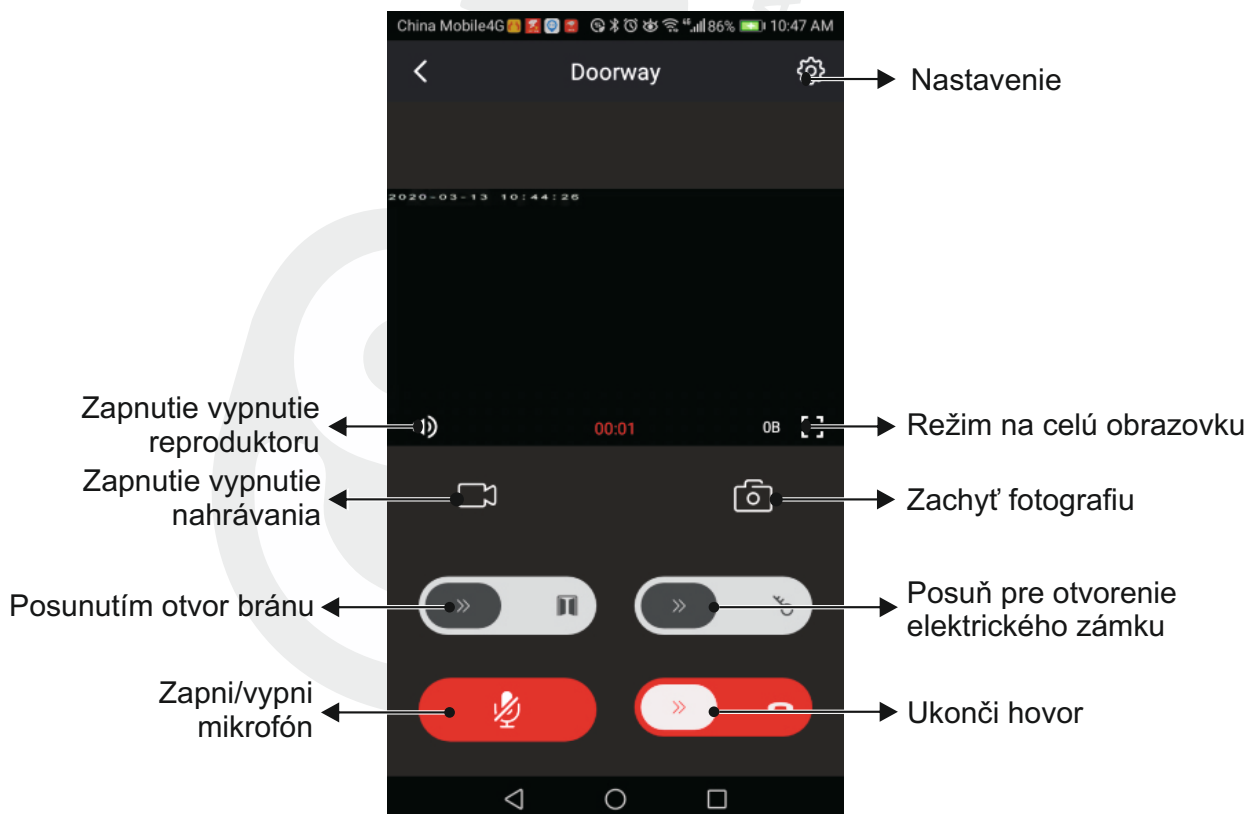 China Mobile4G 4G 86% 10:47 AM
Doorway
Nastavenie
2020-03-13 10:44:26
Zapnutie vypnutie
reproduktoru
00:01
0B
Režim na celú obrazovku
Zapnutie vypnutie
nahrávania
Zachyť fotografiu
Posunutím otvor bránu
Posuň pre otvorenie
elektrického zámku
Zapni/vypni
mikrofón
Ukonči hovor